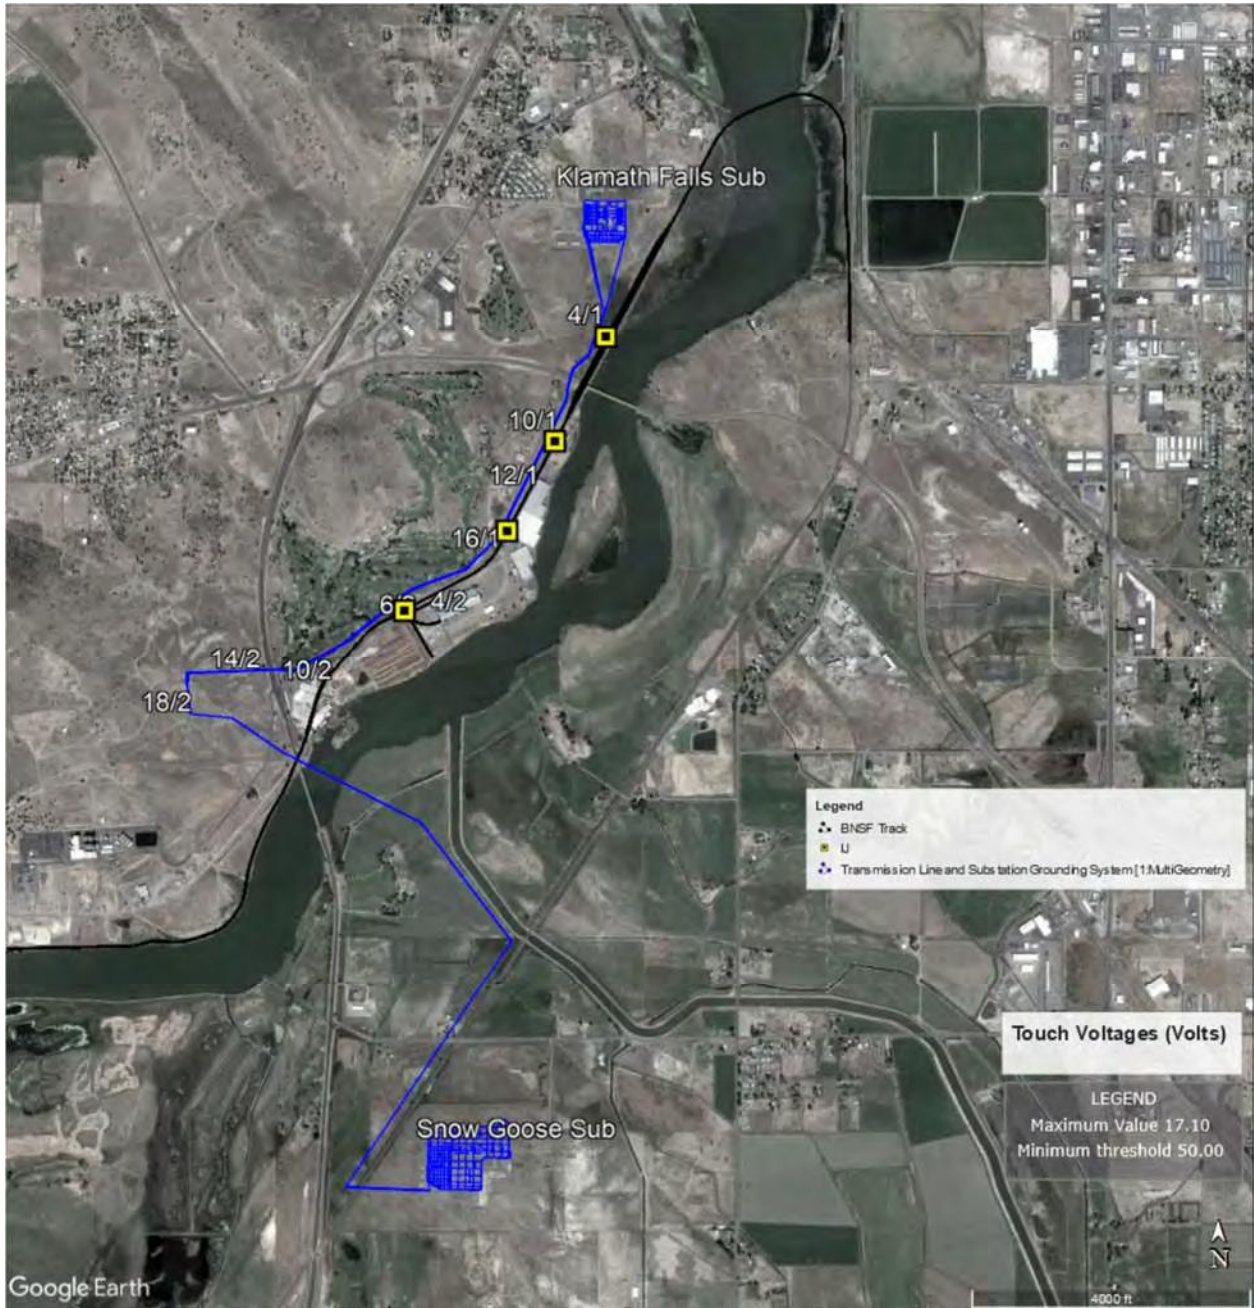 Klamath Falls Sub
4/1
10/1
12/1
16/1
4/2
14/2
10/2
18/2
Legend
BNSF Track
IJ
Transmission Line and Substation Grounding System [1:MultiGeometry]
Touch Voltages (Volts)
LEGEND
Maximum Value 17.10
Minimum threshold 50.00
Snow Goose Sub
N
Google Earth
4000 ft